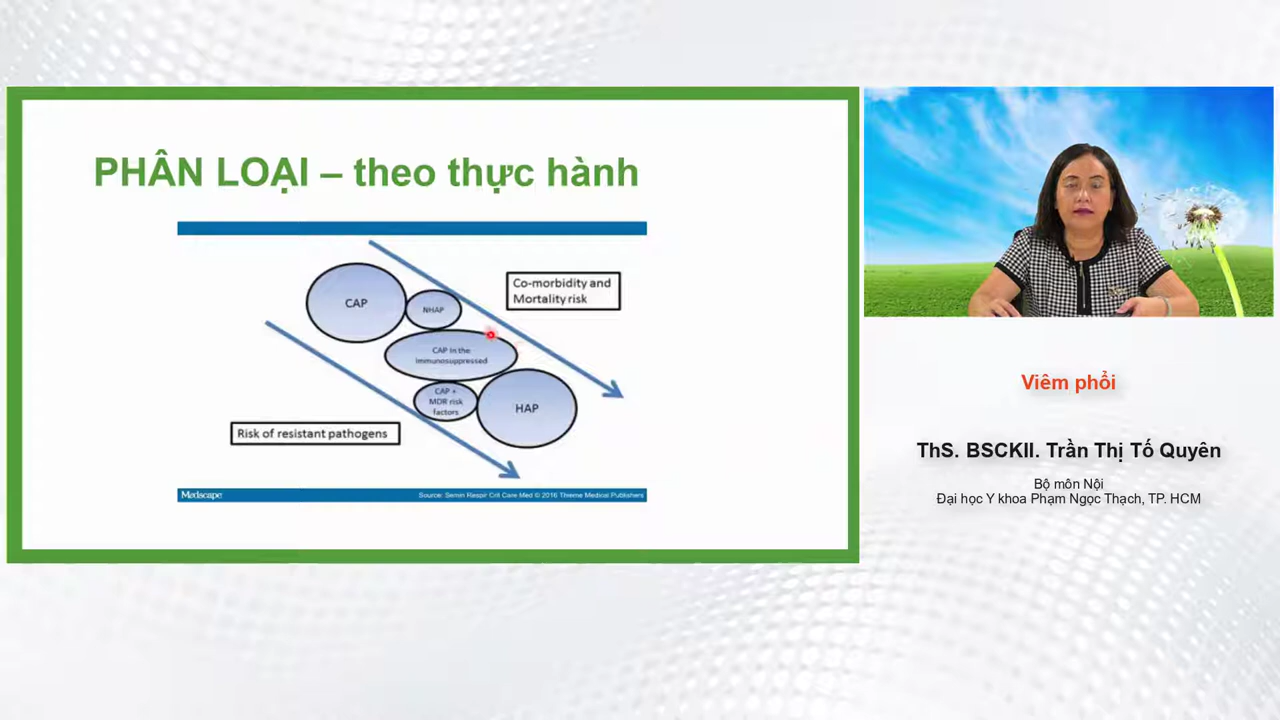 PHÂN LOẠI – theo thực hành
Co-morbidity and
Mortality risk
CAP
NHAP
CAP in the
immunosuppressed
CAP +
MDR risk
factors
HAP
Risk of resistant pathogens
Medscape
Source: Semin Respir Crit Care Med © 2016 Thieme Medical Publishers
Viêm phổi
ThS. BSCKII. Trần Thị Tố Quyên
Bộ môn Nội
Đại học Y khoa Phạm Ngọc Thạch, TP. HCM